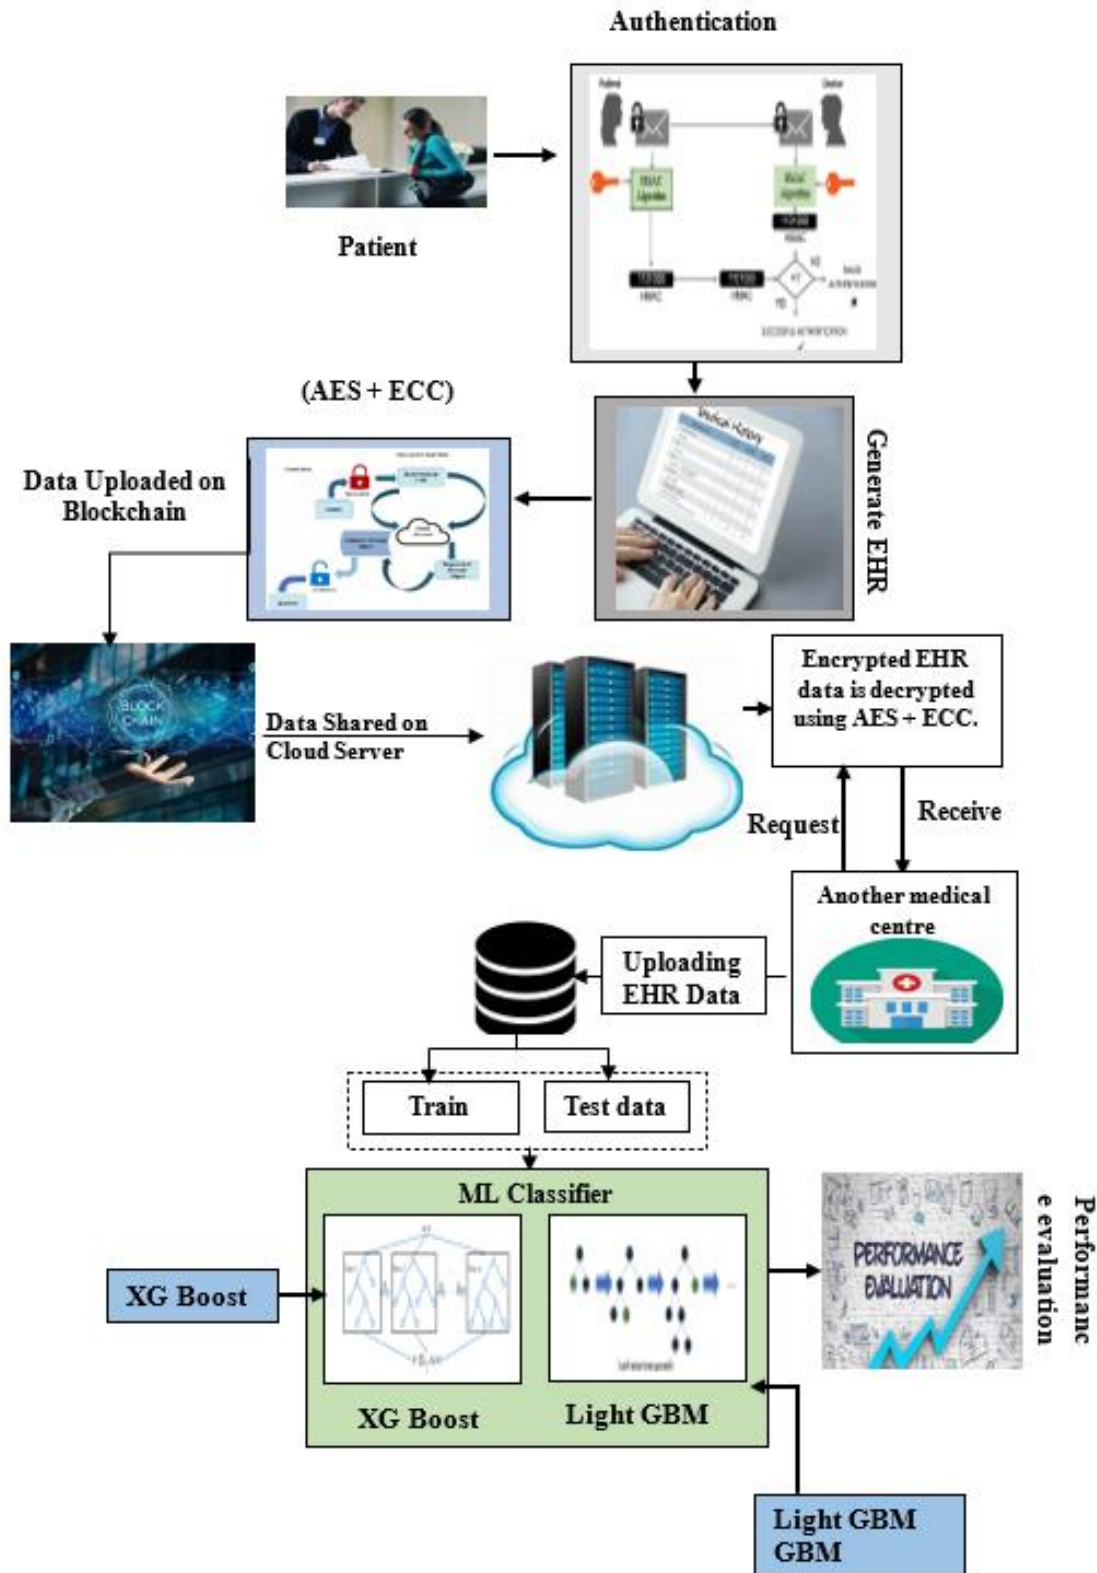 Authentication
Patient
HMAC
HMAC
(AES + ECC)
Generate EHR
Data Uploaded on
Blockchain
BLOCK
CHAIN
Data Shared on
Cloud Server
Encrypted EHR
data is decrypted
using AES + ECC.
Request
Receive
Another medical
centre
Uploading
EHR Data
Train
Test data
ML Classifier
XG Boost
XG Boost
Light GBM
PERFORMANCE
EVALUATION
Performanc
e evaluation
Light GBM
GBM